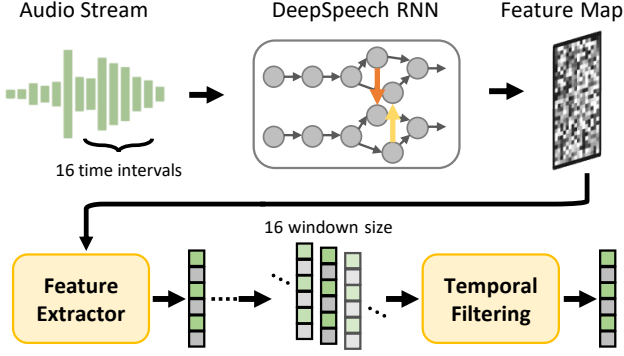 Audio Stream
DeepSpeech RNN
Feature Map
16 time intervals
16 windown size
Feature
Extractor
Temporal
Filtering